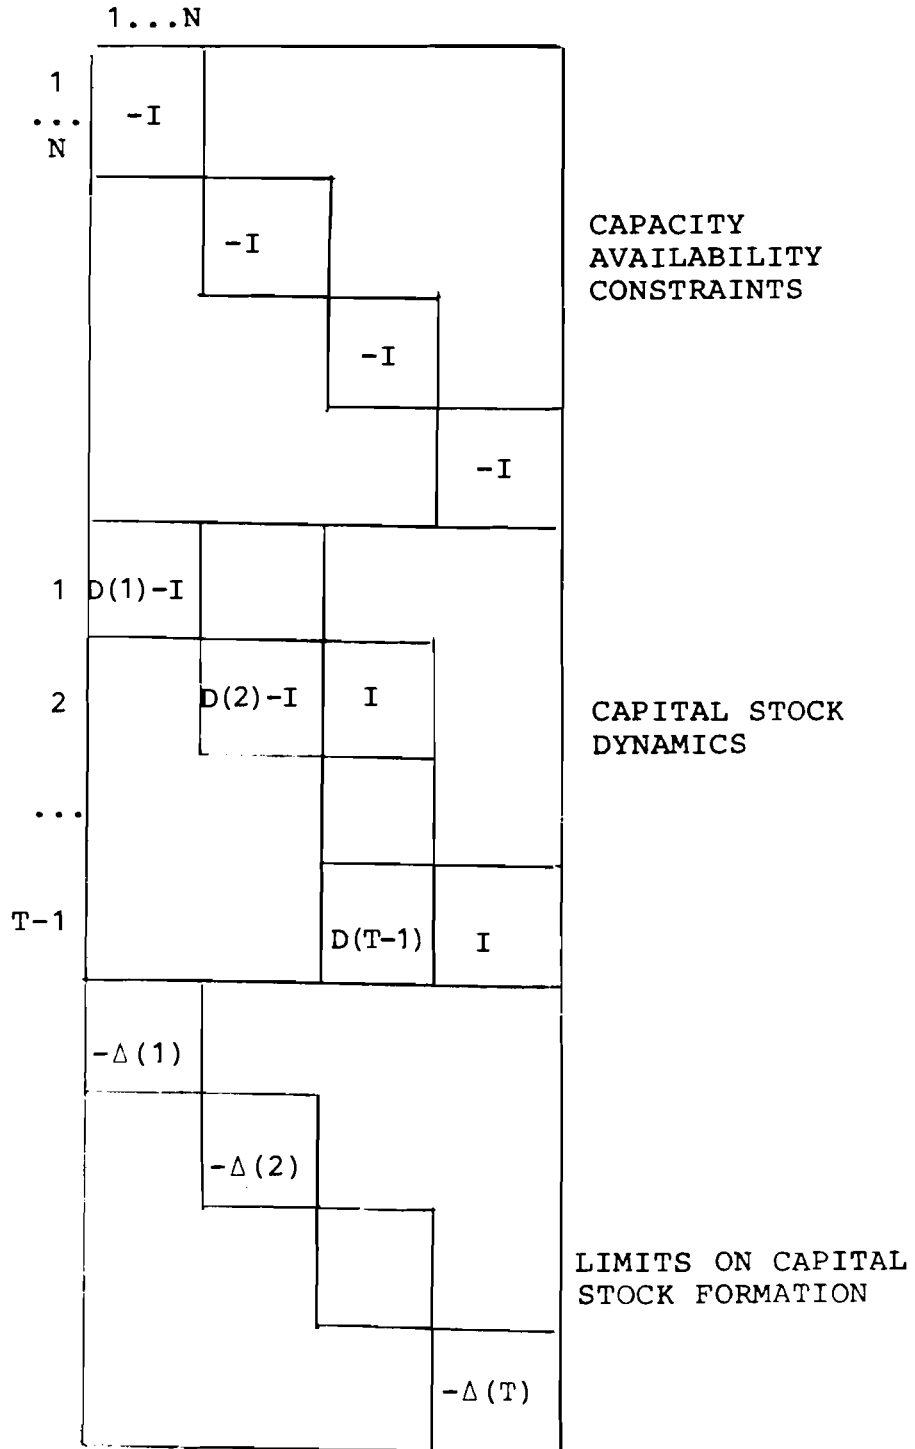 1...N
1
...
N
-I
-I
CAPACITY
AVAILABILITY
CONSTRAINTS
-I
-I
1 D(1)-I
2 D(2)-I I
CAPITAL STOCK
DYNAMICS
...
T-1 D(T-1) I
-Δ(1)
-Δ(2)
LIMITS ON CAPITAL
STOCK FORMATION
-Δ(T)